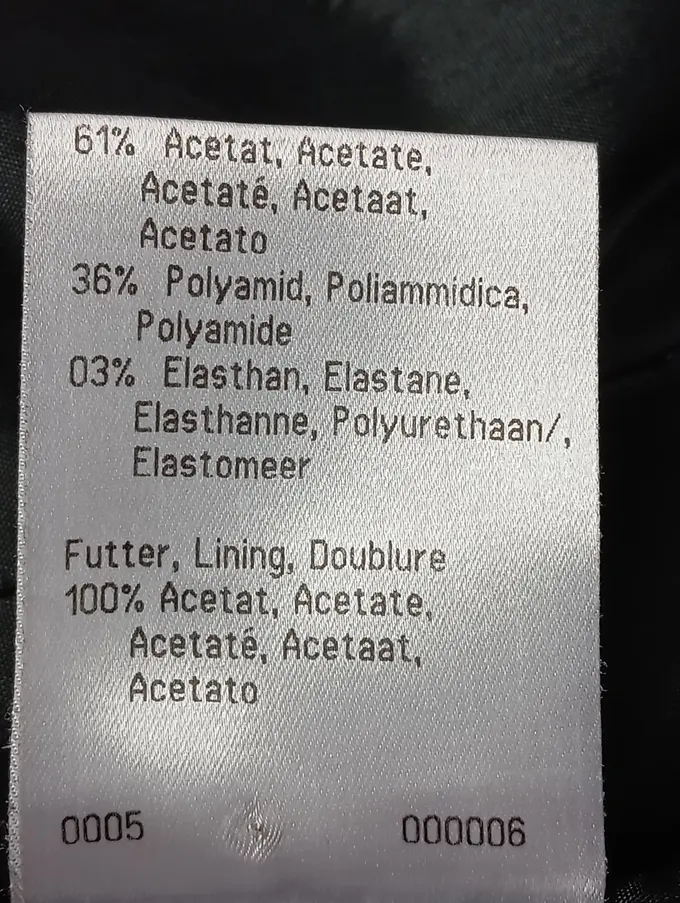 61% Acetat, Acetate,
Acetaté, Acetaat,
Acetato
36% Polyamid, Poliammidica,
Polyamide
03% Elasthan, Elastane,
Elasthanne, Polyurethaan/,
Elastomeer
Futter, Lining, Doublure
100% Acetat, Acetate,
Acetaté, Acetaat,
Acetato
0005 000006